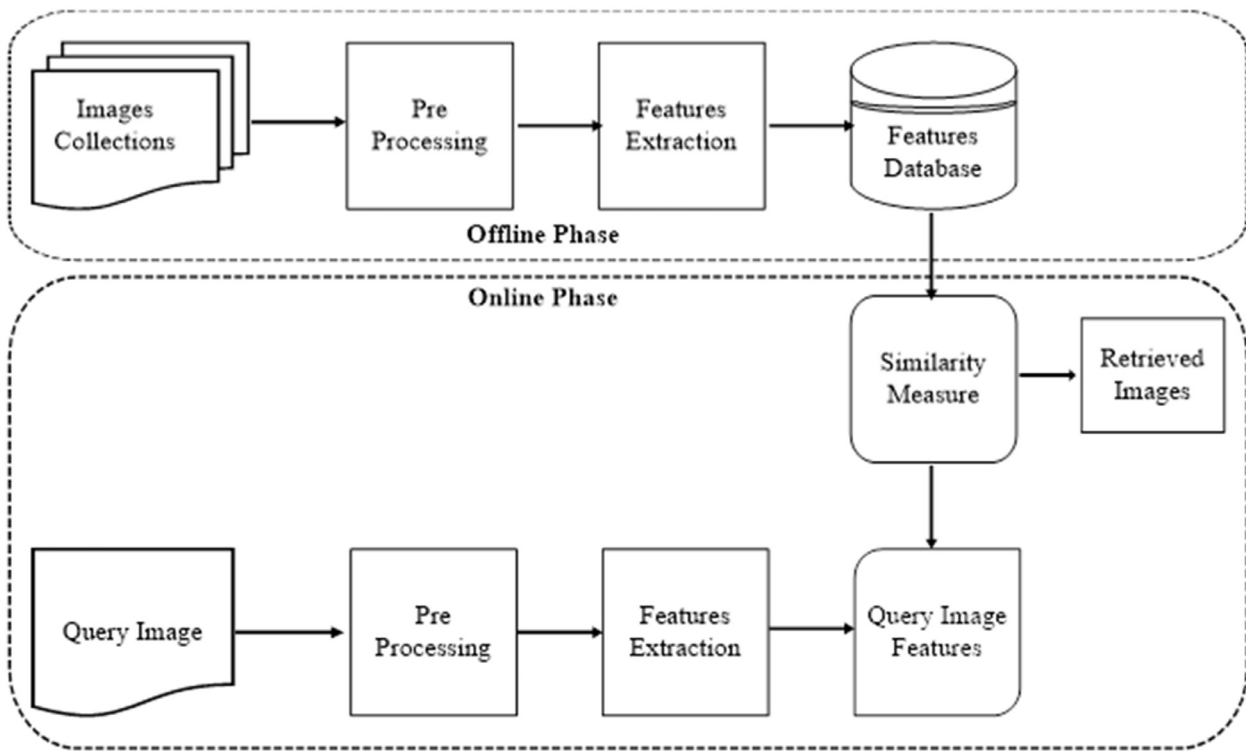 Images
Collections
Pre
Processing
Features
Extraction
Features
Database
Offline Phase
Online Phase
Similarity
Measure
Retrieved
Images
Query Image
Pre
Processing
Features
Extraction
Query Image
Features